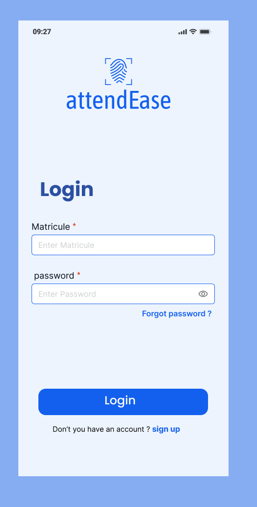 09:27
attendEase
Login
Matricule *
Enter Matricule
password *
Enter Password
Forgot password ?
Login
Don't you have an account ? sign up